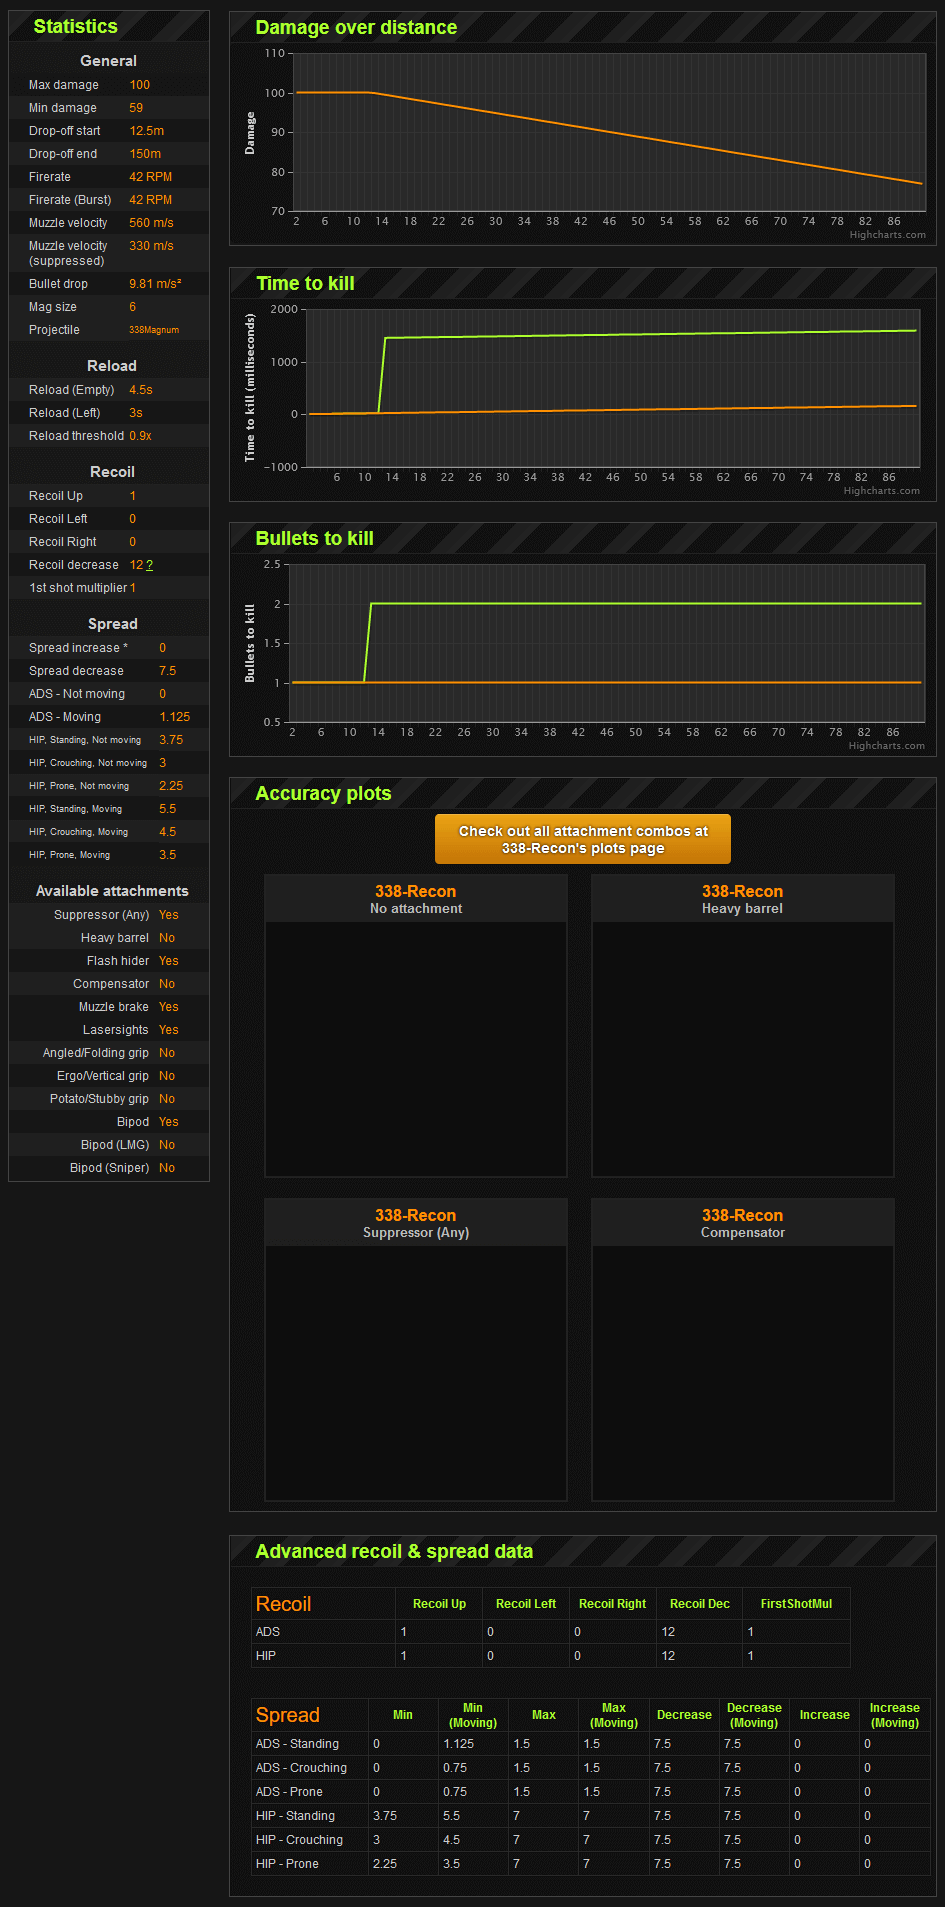 Statistics
General
Max damage 100
Min damage 59
Drop-off start 12.5m
Drop-off end 150m
Firerate 42 RPM
Firerate (Burst) 42 RPM
Muzzle velocity 560 m/s
Muzzle velocity 330 m/s
(suppressed)
Bullet drop 9.81 m/s²
Mag size 6
Projectile 338Magnum
Reload
Reload (Empty) 4.5s
Reload (Left) 3s
Reload threshold 0.9x
Recoil
Recoil Up 1
Recoil Left 0
Recoil Right 0
Recoil decrease 12 ?
1st shot multiplier 1
Spread
Spread increase * 0
Spread decrease 7.5
ADS - Not moving 0
ADS - Moving 1.125
HIP, Standing, Not moving 3.75
HIP, Crouching, Not moving 3
HIP, Prone, Not moving 2.25
HIP, Standing, Moving 5.5
HIP, Crouching, Moving 4.5
HIP, Prone, Moving 3.5
Available attachments
Suppressor (Any) Yes
Heavy barrel No
Flash hider Yes
Compensator No
Muzzle brake Yes
Lasersights Yes
Angled/Folding grip No
Ergo/Vertical grip No
Potato/Stubby grip No
Bipod Yes
Bipod (LMG) No
Bipod (Sniper) No
Damage over distance
Damage
110
100
90
80
70
2 6 10 14 18 22 26 30 34 38 42 46 50 54 58 62 66 70 74 78 82 86
Highcharts.com
Time to kill
Time to kill (milliseconds)
2000
1000
0
−1000
6 10 14 18 22 26 30 34 38 42 46 50 54 58 62 66 70 74 78 82 86
Highcharts.com
Bullets to kill
Bullets to kill
2.5
2
1.5
1
0.5
2 6 10 14 18 22 26 30 34 38 42 46 50 54 58 62 66 70 74 78 82 86
Highcharts.com
Accuracy plots
Check out all attachment combos at
338-Recon's plots page
338-Recon
No attachment
338-Recon
Heavy barrel
338-Recon
Suppressor (Any)
338-Recon
Compensator
Advanced recoil & spread data
Recoil Recoil Up Recoil Left Recoil Right Recoil Dec FirstShotMul
ADS 1 0 0 12 1
HIP 1 0 0 12 1
Spread Min Min (Moving) Max Max (Moving) Decrease Decrease (Moving) Increase Increase (Moving)
ADS - Standing 0 1.125 1.5 1.5 7.5 7.5 0 0
ADS - Crouching 0 0.75 1.5 1.5 7.5 7.5 0 0
ADS - Prone 0 0.75 1.5 1.5 7.5 7.5 0 0
HIP - Standing 3.75 5.5 7 7 7.5 7.5 0 0
HIP - Crouching 3 4.5 7 7 7.5 7.5 0 0
HIP - Prone 2.25 3.5 7 7 7.5 7.5 0 0